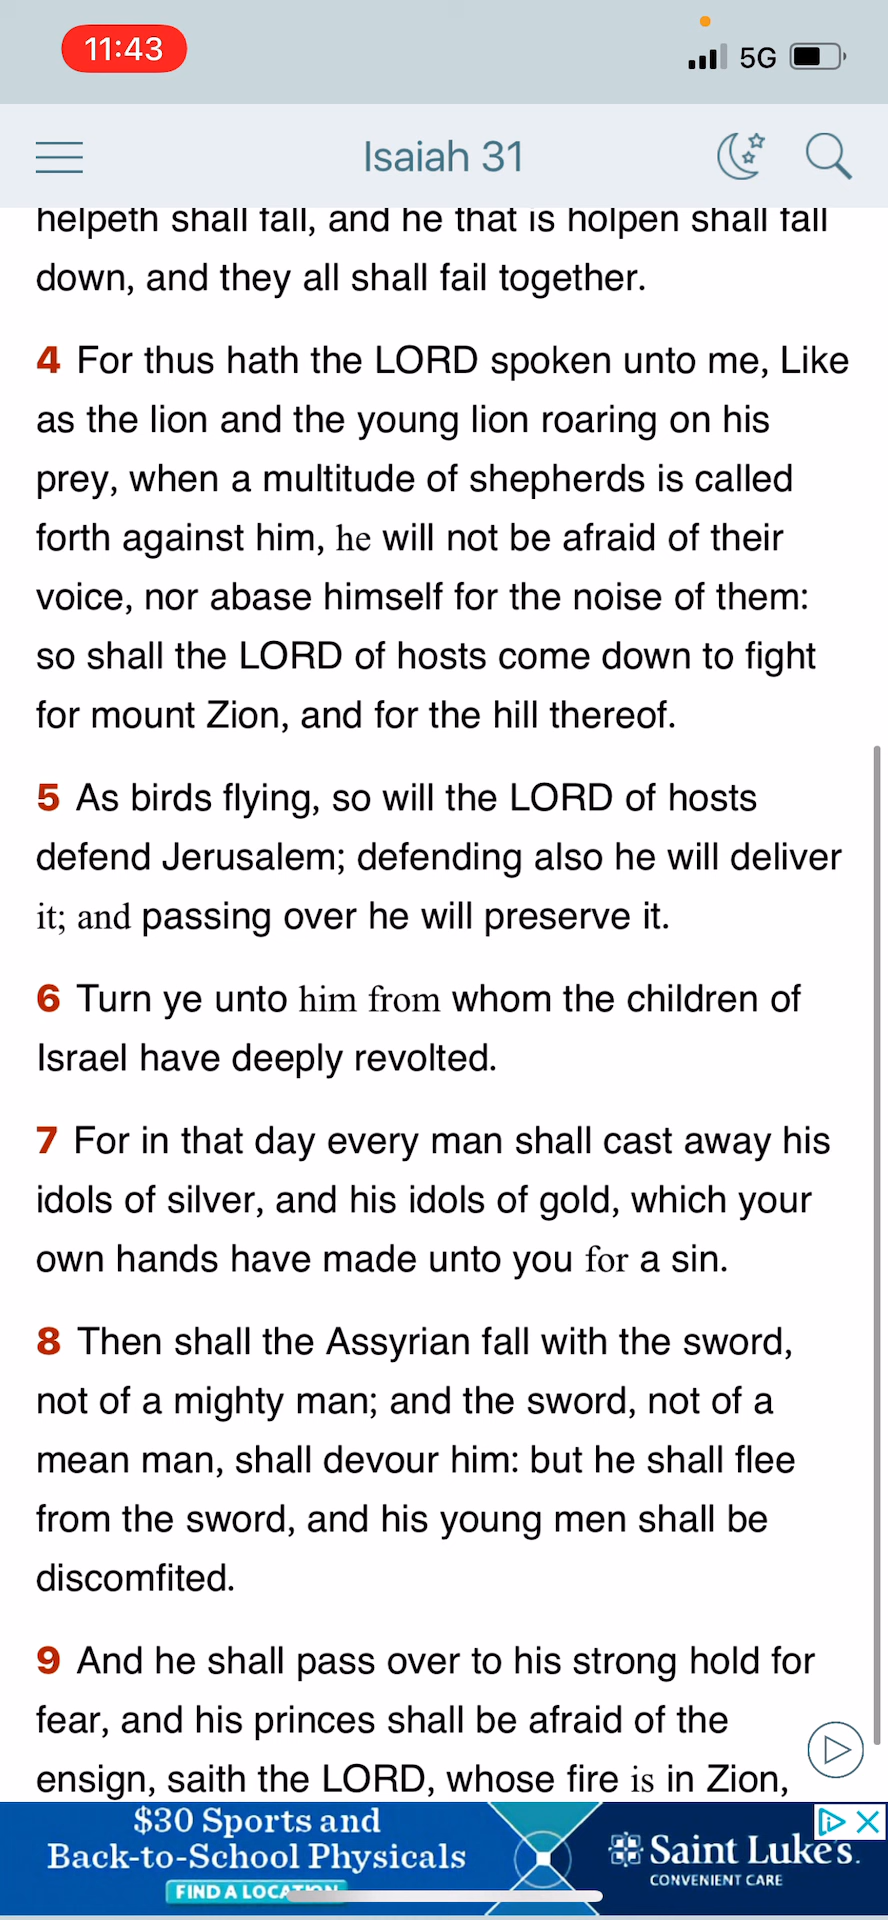 11:43
5G
Isaiah 31
helpeth shall fall, and he that is holpen shall fall
down, and they all shall fail together.
4 For thus hath the LORD spoken unto me, Like
as the lion and the young lion roaring on his
prey, when a multitude of shepherds is called
forth against him, he will not be afraid of their
voice, nor abase himself for the noise of them:
so shall the LORD of hosts come down to fight
for mount Zion, and for the hill thereof.
5 As birds flying, so will the LORD of hosts
defend Jerusalem; defending also he will deliver
it; and passing over he will preserve it.
6 Turn ye unto him from whom the children of
Israel have deeply revolted.
7 For in that day every man shall cast away his
idols of silver, and his idols of gold, which your
own hands have made unto you for a sin.
8 Then shall the Assyrian fall with the sword,
not of a mighty man; and the sword, not of a
mean man, shall devour him: but he shall flee
from the sword, and his young men shall be
discomfited.
9 And he shall pass over to his strong hold for
fear, and his princes shall be afraid of the
ensign, saith the LORD, whose fire is in Zion,
$30 Sports and
Back-to-School Physicals
FIND A LOCATION
Saint Luke's.
CONVENIENT CARE